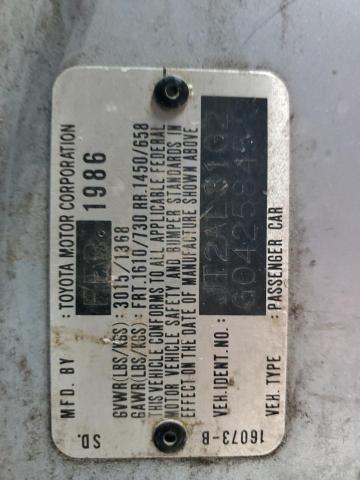 MFD. BY : TOYOTA MOTOR CORPORATION
SD. FEB 1986
GVWR(LBS/KGS) : 3015/1368
GAWR(LBS/KGS) : FRT.1610/730 RR.1450/658
THIS VEHICLE CONFORMS TO ALL APPLICABLE FEDERAL
MOTOR VEHICLE SAFETY AND BUMPER STANDARDS IN
EFFECT ON THE DATE OF MANUFACTURE SHOWN ABOVE.
VEH.IDENT.NO. :
VEH. TYPE : PASSENGER CAR
16073-B